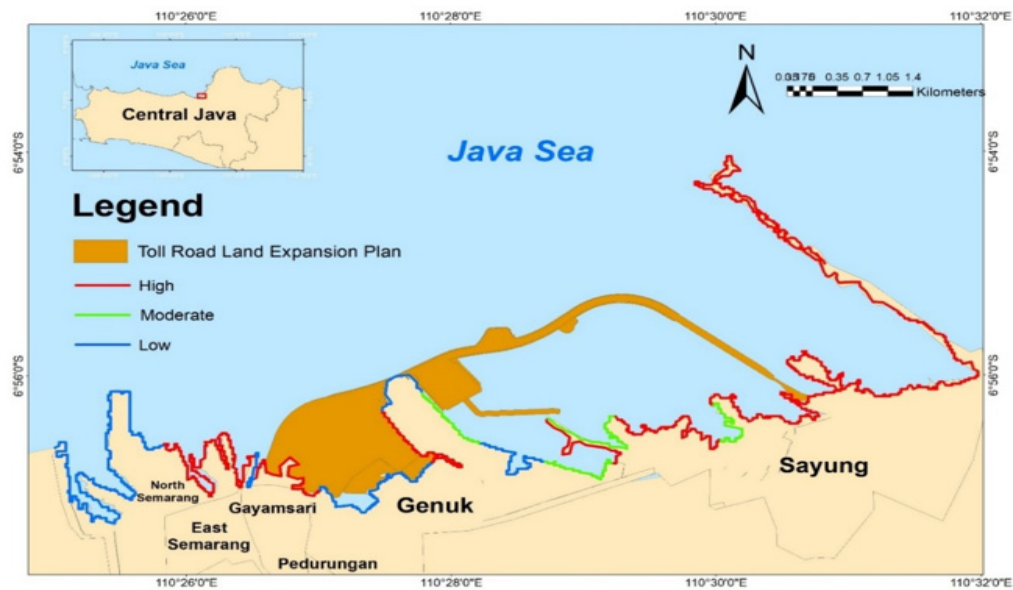 110°26'0"E 110°28'0"E 110°30'0"E 110°32'0"E
Java Sea
Central Java
N
0.35 0.7 1.05 1.4
Kilometers
6°54'0"S 6°54'0"S
Java Sea
Legend
Toll Road Land Expansion Plan
High
Moderate
Low
6°56'0"S 6°56'0"S
North
Semarang
Gayamsari
East
Semarang
Pedurungan
Genuk
Sayung
110°26'0"E 110°28'0"E 110°30'0"E 110°32'0"E